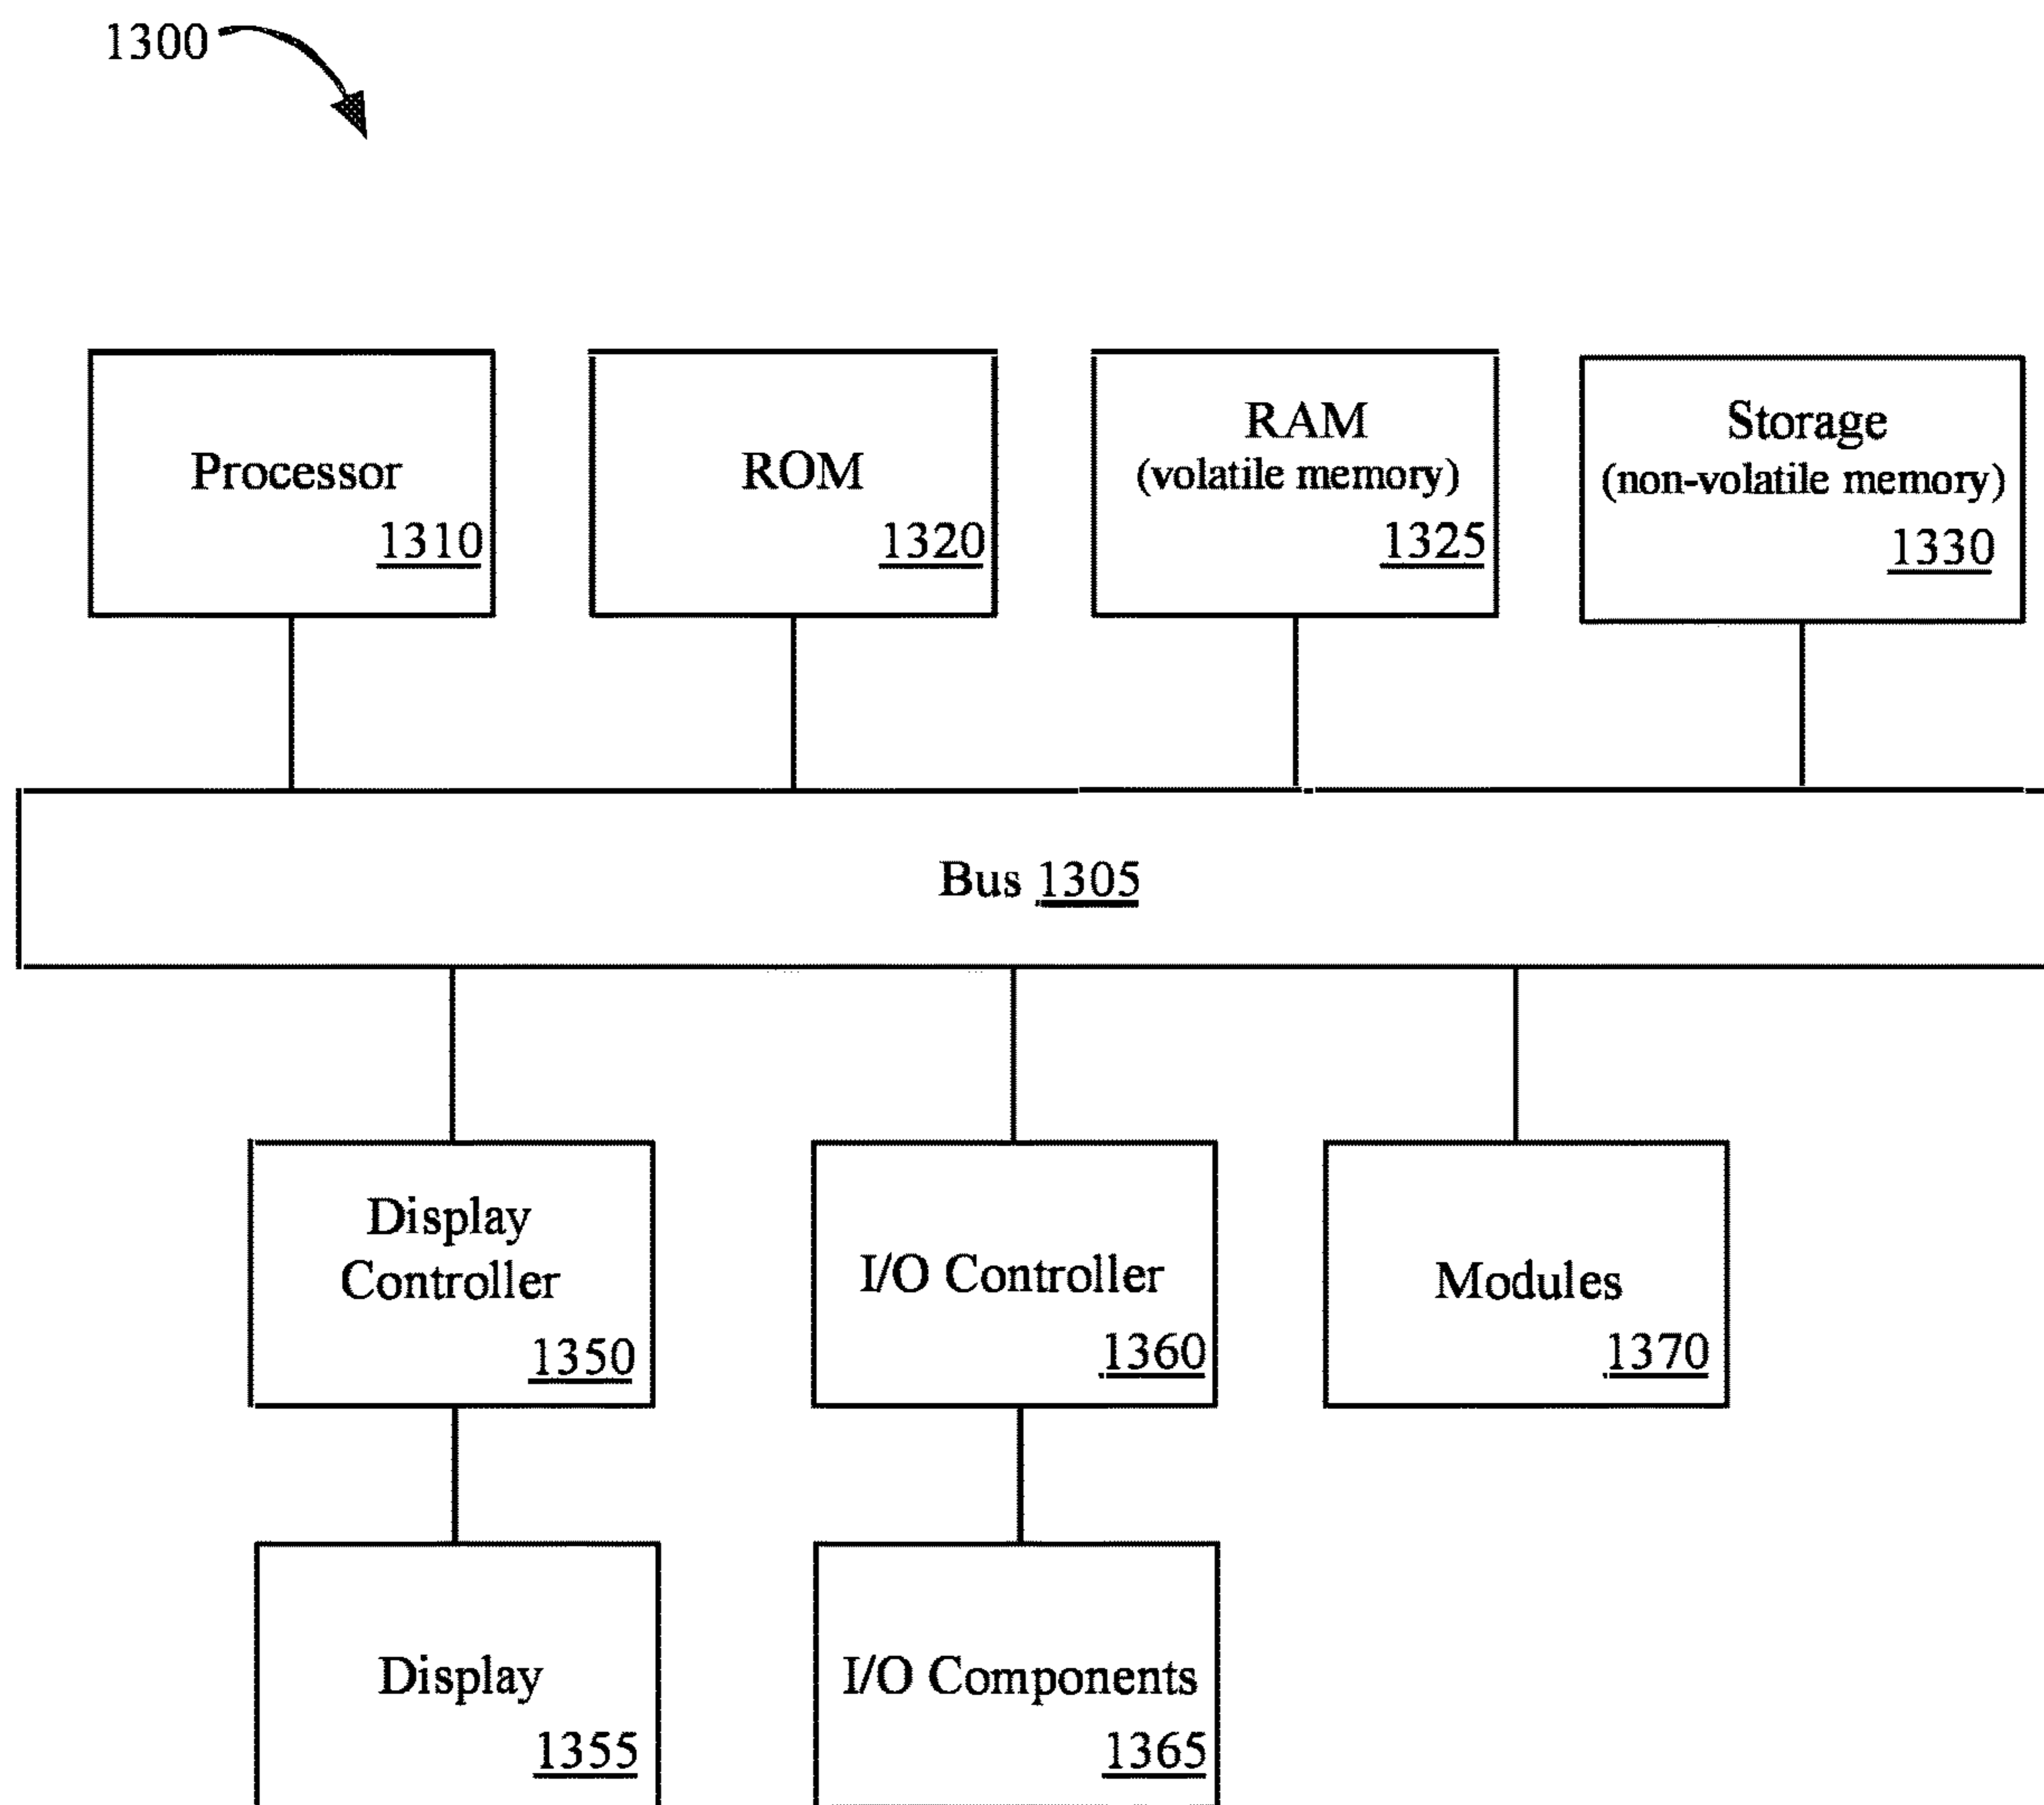 1300
Processor
1310
ROM
1320
RAM
(volatile memory)
1325
Storage
(non-volatile memory)
1330
Bus 1305
Display
Controller
1350
I/O Controller
1360
Modules
1370
Display
1355
I/O Components
1365